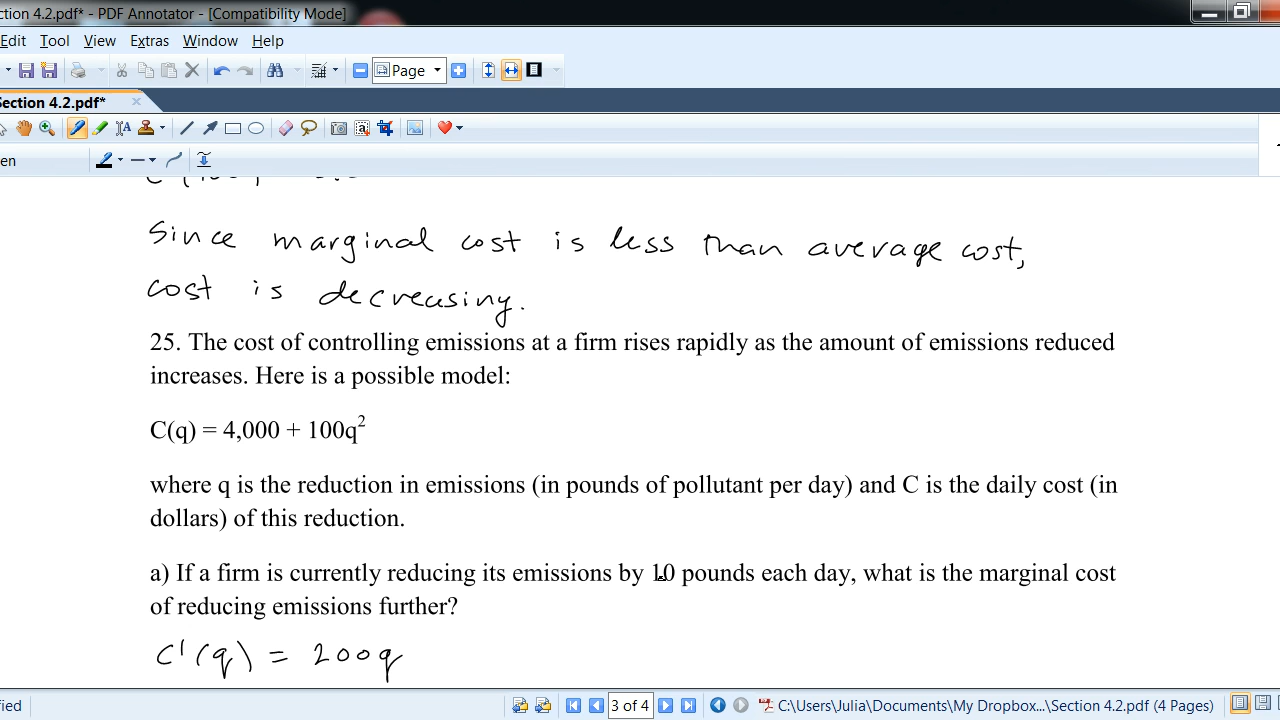 ction 4.2.pdf* - PDF Annotator - [Compatibility Mode]
Edit Tool View Extras Window Help
Page
Section 4.2.pdf*
en
Since marginal cost is less than average cost,
cost is decreasing.
25. The cost of controlling emissions at a firm rises rapidly as the amount of emissions reduced
increases. Here is a possible model:
C(q) = 4,000 + 100q²
where q is the reduction in emissions (in pounds of pollutant per day) and C is the daily cost (in
dollars) of this reduction.
a) If a firm is currently reducing its emissions by 10 pounds each day, what is the marginal cost
of reducing emissions further?
C'(q) = 200q
fied 3 of 4 C:\Users\Julia\Documents\My Dropbox...\Section 4.2.pdf (4 Pages)